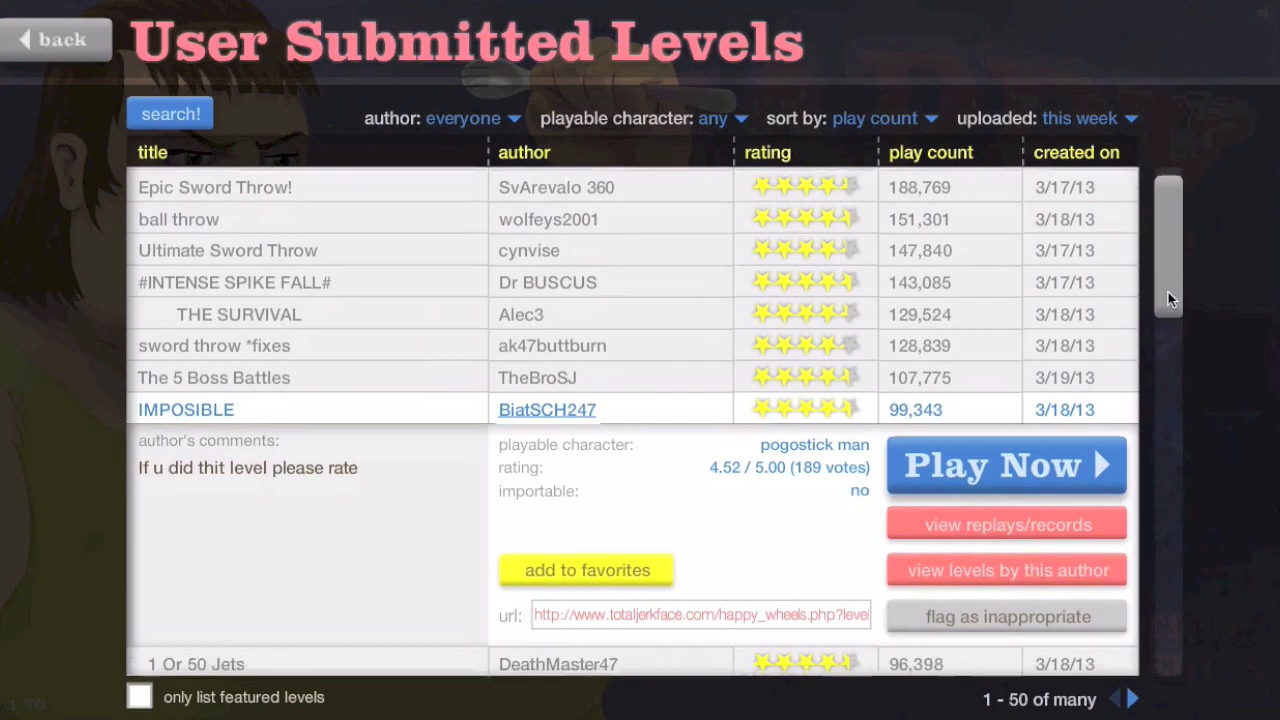 back
User Submitted Levels
search!
author: everyone playable character: any sort by: play count uploaded: this week
title author rating play count created on
Epic Sword Throw! SvArevalo 360 188,769 3/17/13
ball throw wolfeys2001 151,301 3/18/13
Ultimate Sword Throw cynvise 147,840 3/17/13
#INTENSE SPIKE FALL# Dr BUSCUS 143,085 3/17/13
THE SURVIVAL Alec3 129,524 3/18/13
sword throw *fixes ak47buttburn 128,839 3/18/13
The 5 Boss Battles TheBroSJ 107,775 3/19/13
IMPOSIBLE BiatSCH247 99,343 3/18/13
author's comments:
If u did thit level please rate
playable character: pogostick man
rating: 4.52 / 5.00 (189 votes)
importable: no
add to favorites
url: http://www.totaljerkface.com/happy_wheels.php?level
Play Now
view replays/records
view levels by this author
flag as inappropriate
1 Or 50 Jets DeathMaster47 96,398 3/18/13
only list featured levels
1 - 50 of many